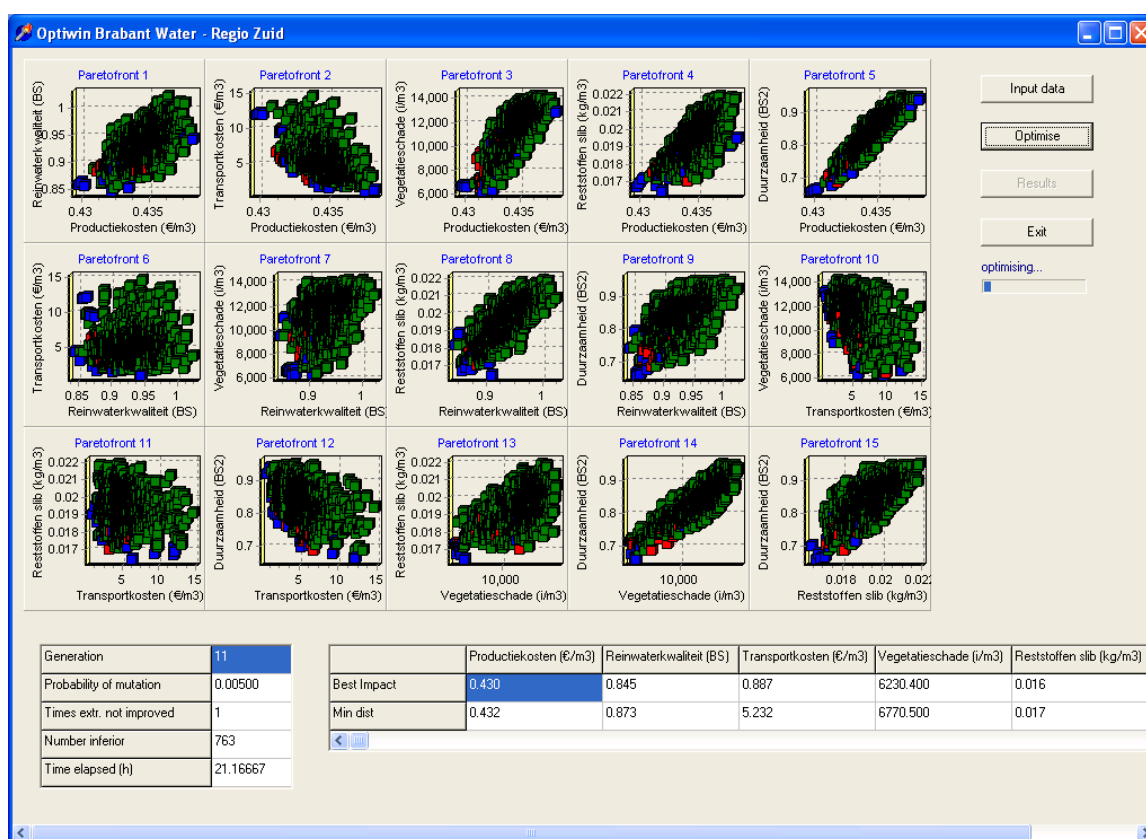 Optiwin Brabant Water - Regio Zuid
Paretofront 1
Reinwaterkwaliteit (BS)
1
0.95
0.9
0.85
0.43 0.435
Productiekosten (€/m3)
Paretofront 2
Transportkosten (€/m3)
15
10
5
0.43 0.435
Productiekosten (€/m3)
Paretofront 3
Vegetatieschade (i/m3)
14,000
12,000
10,000
8,000
6,000
0.43 0.435
Productiekosten (€/m3)
Paretofront 4
Reststoffen slib (kg/m3)
0.022
0.021
0.02
0.019
0.018
0.017
0.43 0.435
Productiekosten (€/m3)
Paretofront 5
Duurzaamheid (BS2)
0.9
0.8
0.7
0.43 0.435
Productiekosten (€/m3)
Input data
Optimise
Results
Exit
optimising...
Paretofront 6
Transportkosten (€/m3)
15
10
5
0.85 0.9 0.95 1
Reinwaterkwaliteit (BS)
Paretofront 7
Vegetatieschade (i/m3)
14,000
12,000
10,000
8,000
6,000
0.9 1
Reinwaterkwaliteit (BS)
Paretofront 8
Reststoffen slib (kg/m3)
0.022
0.021
0.02
0.019
0.018
0.017
0.9 1
Reinwaterkwaliteit (BS)
Paretofront 9
Duurzaamheid (BS2)
0.9
0.8
0.7
0.85 0.9 0.95 1
Reinwaterkwaliteit (BS)
Paretofront 10
Vegetatieschade (i/m3)
14,000
12,000
10,000
8,000
6,000
5 10 15
Transportkosten (€/m3)
Paretofront 11
Reststoffen slib (kg/m3)
0.022
0.021
0.02
0.019
0.018
0.017
5 10 15
Transportkosten (€/m3)
Paretofront 12
Duurzaamheid (BS2)
0.9
0.8
0.7
5 10 15
Transportkosten (€/m3)
Paretofront 13
Reststoffen slib (kg/m3)
0.022
0.021
0.02
0.019
0.018
0.017
10,000
Vegetatieschade (i/m3)
Paretofront 14
Duurzaamheid (BS2)
0.9
0.8
0.7
10,000
Vegetatieschade (i/m3)
Paretofront 15
Duurzaamheid (BS2)
0.9
0.8
0.7
0.018 0.02 0.022
Reststoffen slib (kg/m3)
Generation 11
Probability of mutation 0.00500
Times extr. not improved 1
Number inferior 763
Time elapsed (h) 21.16667
Productiekosten (€/m3) Reinwaterkwaliteit (BS) Transportkosten (€/m3) Vegetatieschade (i/m3) Reststoffen slib (kg/m3)
Best Impact 0.430 0.845 0.887 6230.400 0.016
Min dist 0.432 0.873 5.232 6770.500 0.017